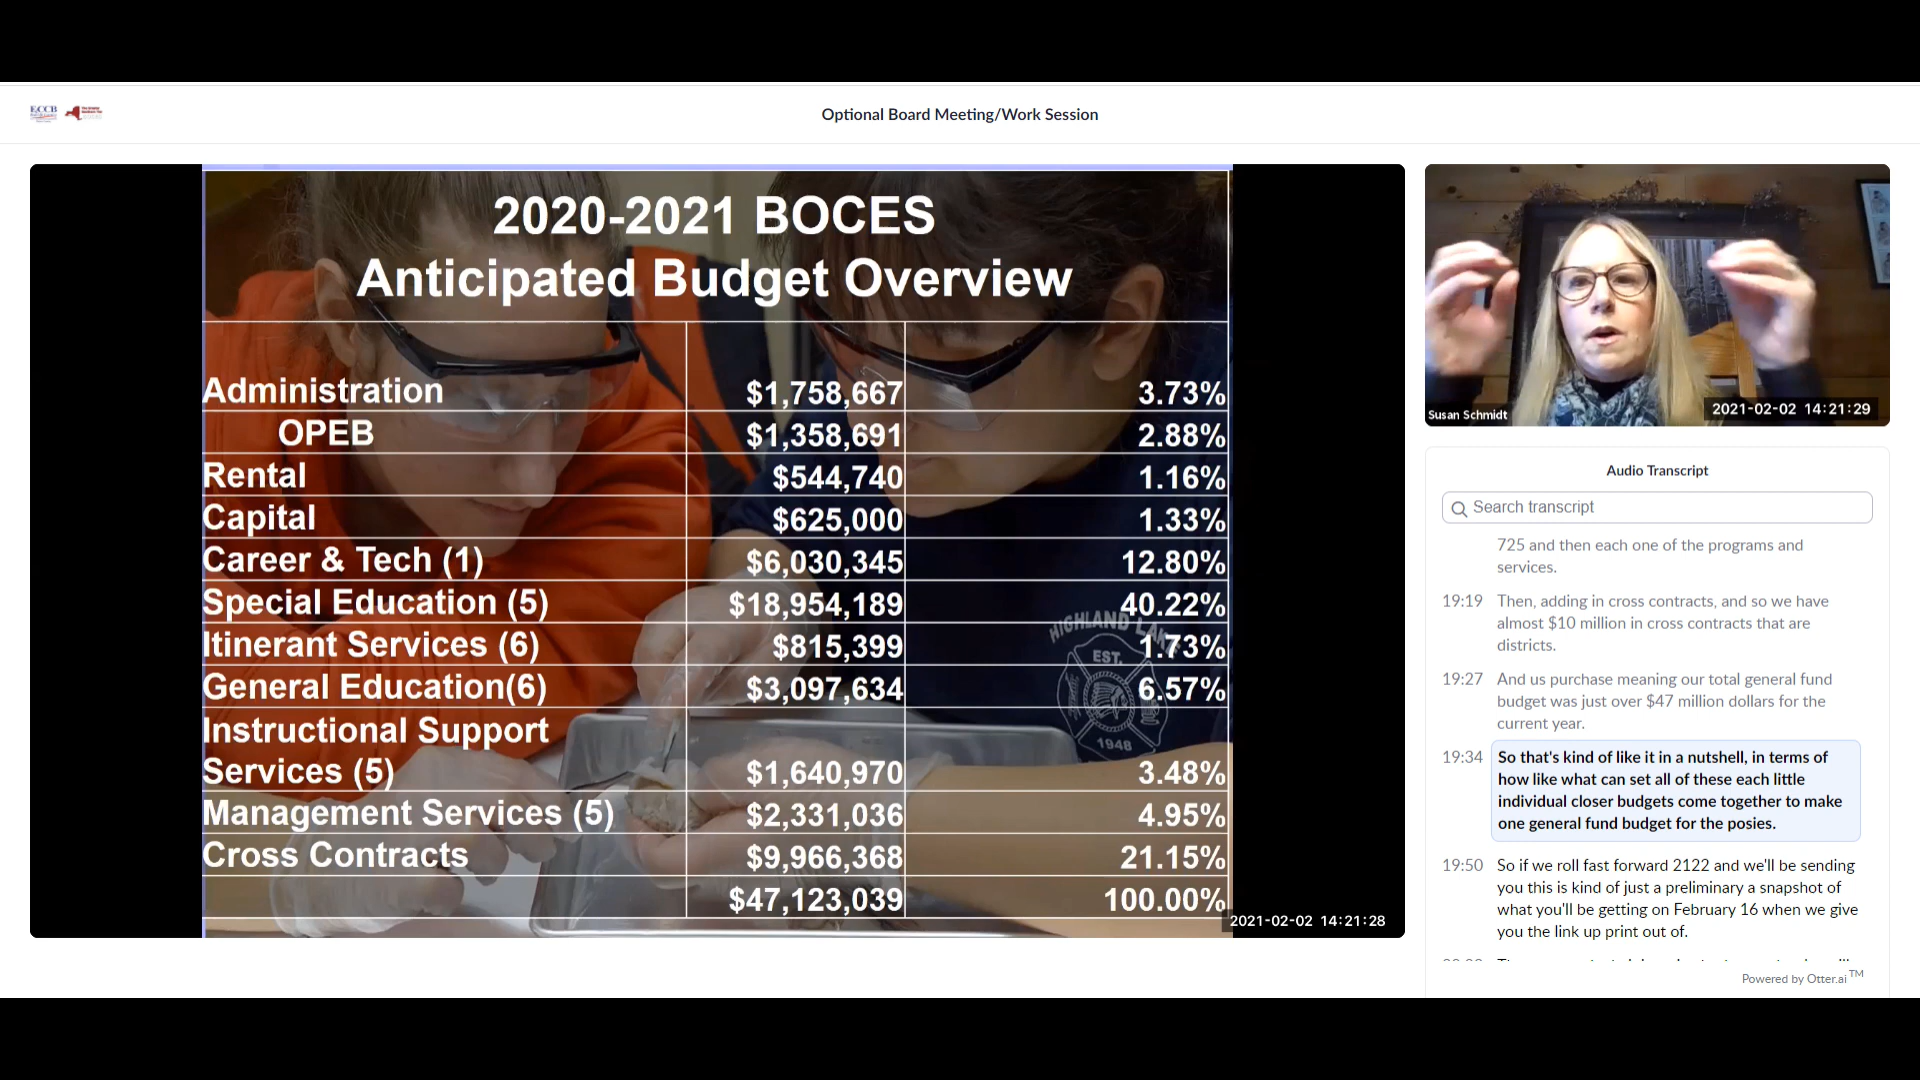 ECCB
Optional Board Meeting/Work Session
2020-2021 BOCES
Anticipated Budget Overview
Administration $1,758,667 3.73%
OPEB $1,358,691 2.88%
Rental $544,740 1.16%
Capital $625,000 1.33%
Career & Tech (1) $6,030,345 12.80%
Special Education (5) $18,954,189 40.22%
Itinerant Services (6) $815,399 1.73%
General Education(6) $3,097,634 6.57%
Instructional Support
Services (5) $1,640,970 3.48%
Management Services (5) $2,331,036 4.95%
Cross Contracts $9,966,368 21.15%
$47,123,039 100.00%
HIGHLAND LAKE
EST.
1948
2021-02-02 14:21:28
Susan Schmidt
2021-02-02 14:21:29
Audio Transcript
Search transcript
725 and then each one of the programs and
services.
19:19 Then, adding in cross contracts, and so we have
almost $10 million in cross contracts that are
districts.
19:27 And us purchase meaning our total general fund
budget was just over $47 million dollars for the
current year.
19:34 So that's kind of like it in a nutshell, in terms of
how like what can set all of these each little
individual closer budgets come together to make
one general fund budget for the posies.
19:50 So if we roll fast forward 2122 and we'll be sending
you this is kind of just a preliminary a snapshot of
what you'll be getting on February 16 when we give
you the link up print out of.
Powered by Otter.ai TM